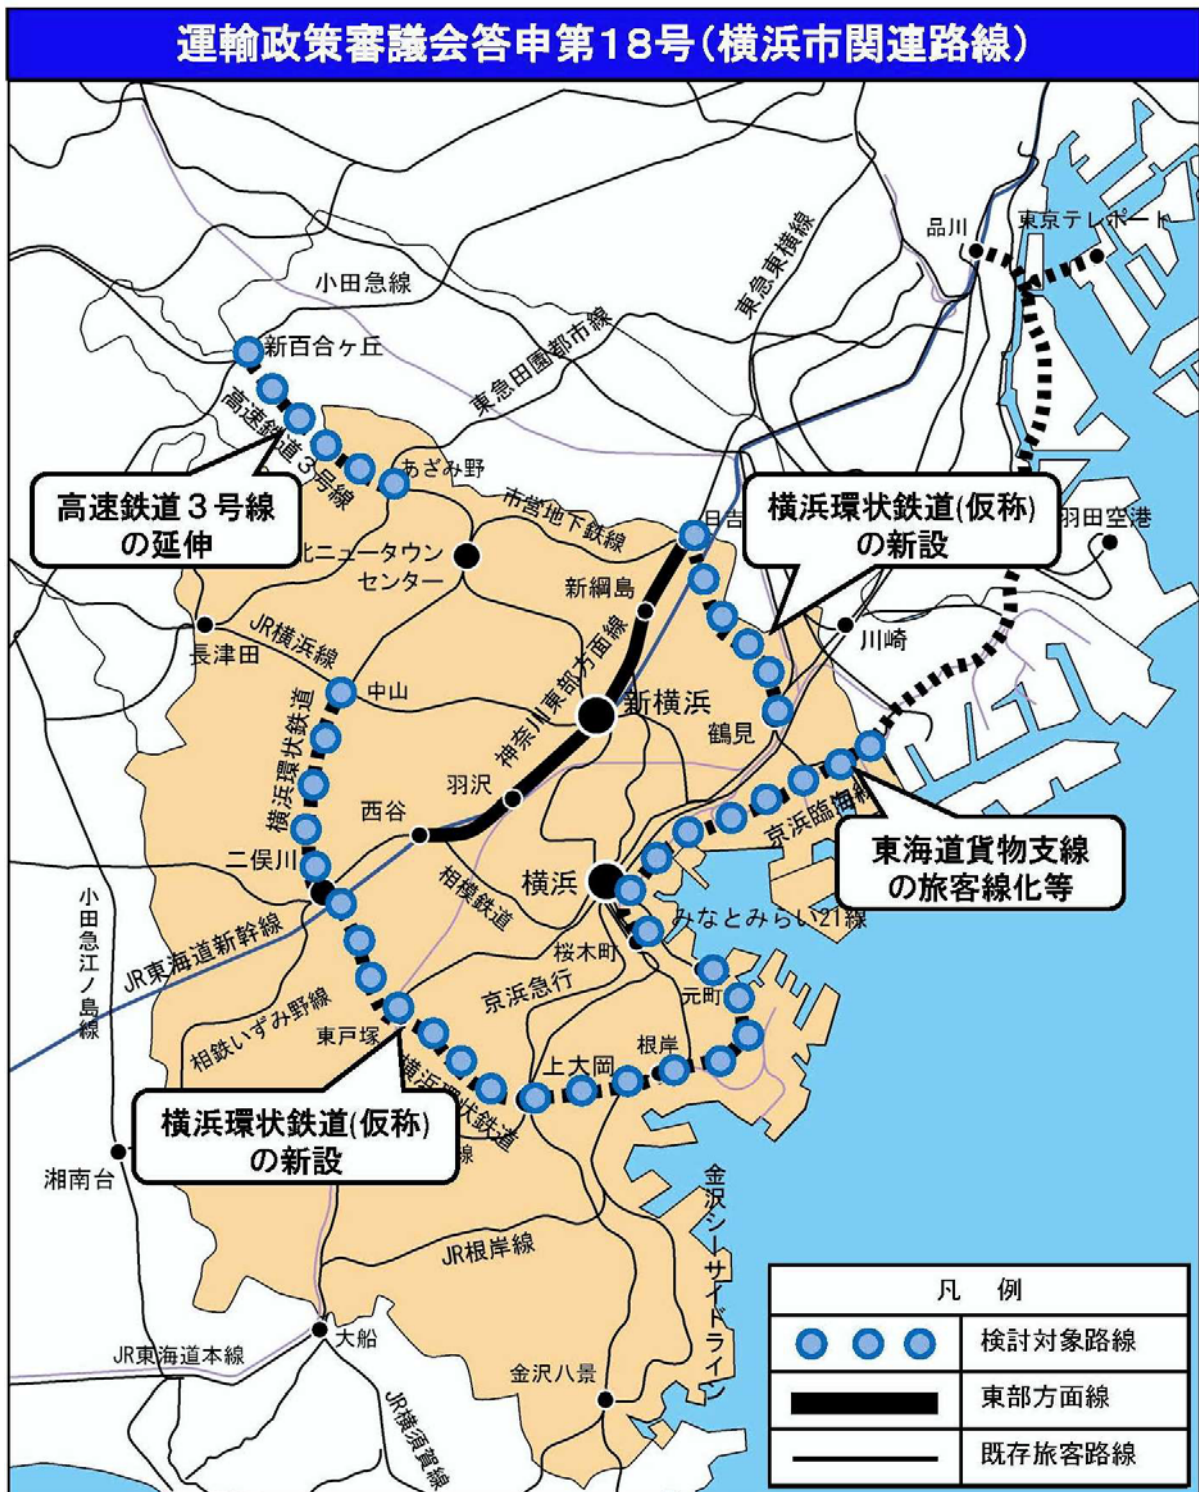 運輸政策審議会答申第18号(横浜市関連路線)
品川
東京テレポート
東急東横線
小田急線
新百合ヶ丘
東急田園都市線
高速鉄道3号線
あざみ野
高速鉄道3号線
の延伸
市営地下鉄線
日吉
横浜環状鉄道(仮称)
の新設
羽田空港
北ニュータウン
センター
新綱島
JR横浜線
長津田
川崎
中山
神奈川東部方面線
新横浜
鶴見
横浜環状鉄道
羽沢
西谷
京浜臨海線
東海道貨物支線
の旅客線化等
二俣川
相模鉄道
横浜
みなとみらい21線
小田急江ノ島線
JR東海道新幹線
桜木町
京浜急行
元町
相鉄いずみ野線
東戸塚
上大岡
根岸
横浜環状鉄道
横浜環状鉄道(仮称)
の新設
線
湘南台
金沢シーサイドライン
JR根岸線
大船
JR東海道本線
金沢八景
JR横須賀線
凡 例
検討対象路線
東部方面線
既存旅客路線